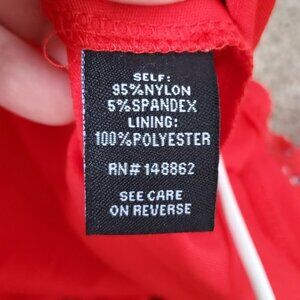 SELF:
95%NYLON
5%SPANDEX
LINING:
100%POLYESTER
RN# 148862
SEE CARE
ON REVERSE